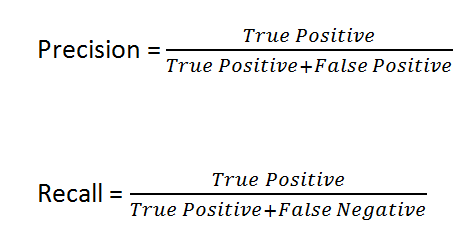 Precision = True Positive / True Positive+False Positive
Recall = True Positive / True Positive+False Negative